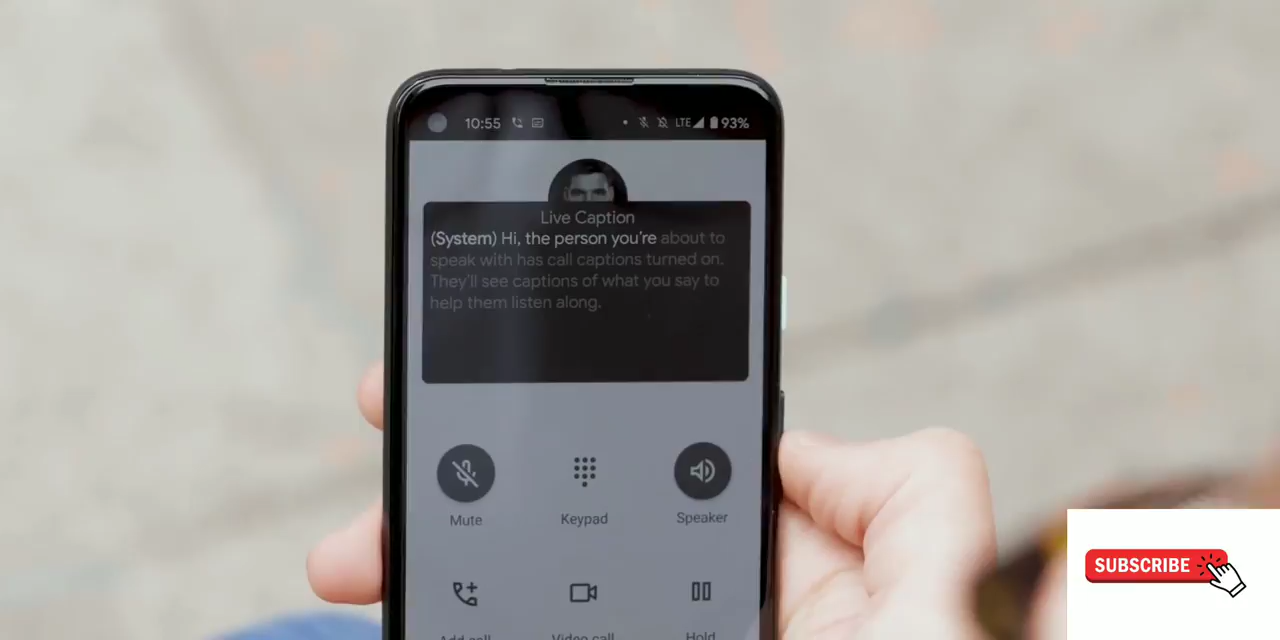 10:55 LTE 93%
Live Caption
(System) Hi, the person you're about to
speak with has call captions turned on.
They'll see captions of what you say to
help them listen along.
Mute Keypad Speaker
Add call Video call Hold
SUBSCRIBE